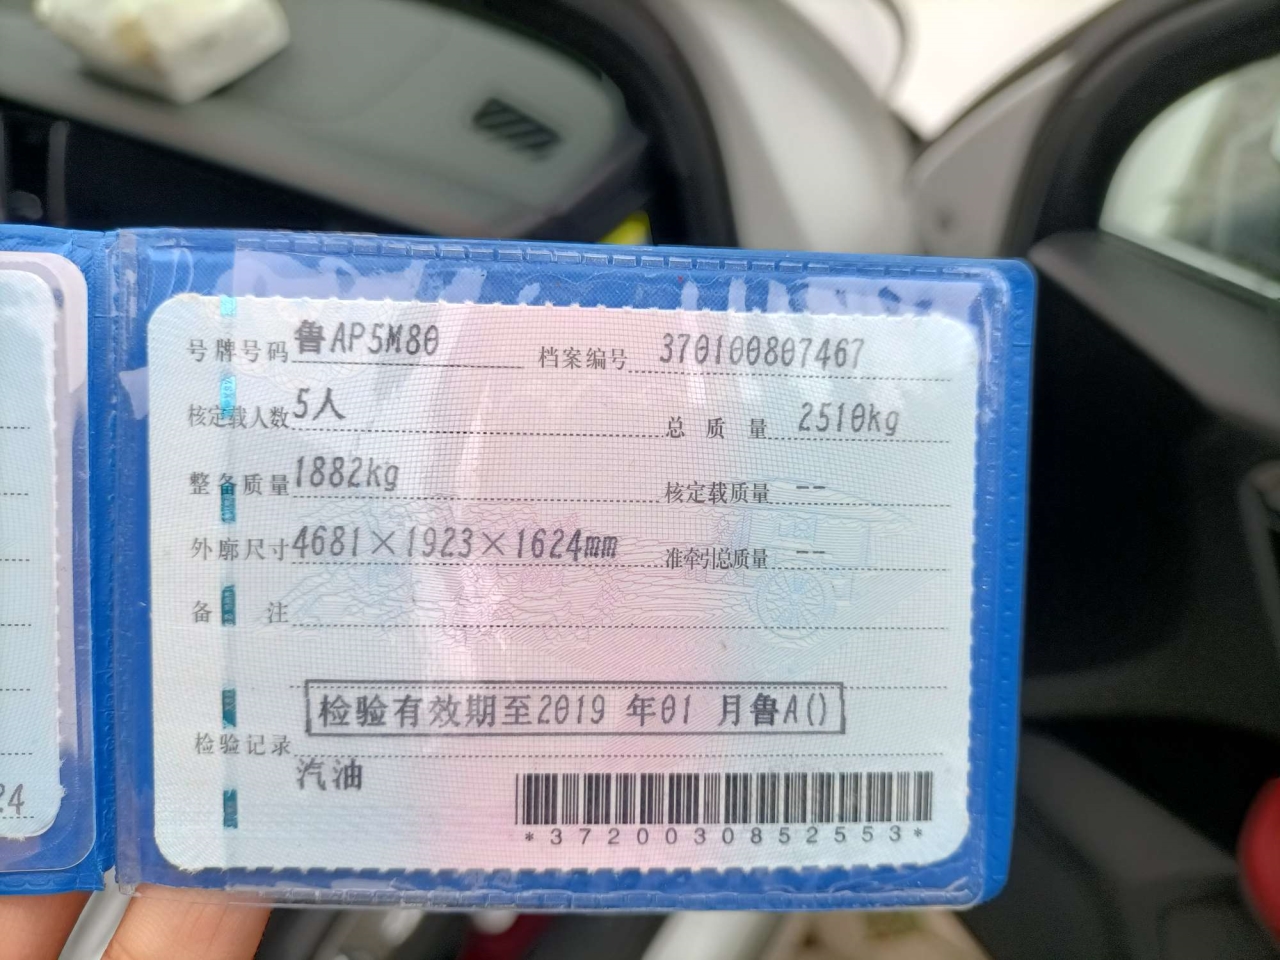 号牌号码 鲁AP5M80 档案编号 370100807467
核定载人数 5人 总质量 2510kg
整备质量 1882kg 核定载质量 --
外廓尺寸 4681×1923×1624mm 准牵引总质量 --
备注
检验有效期至2019 年01 月鲁A()
检验记录
汽油
*3720030852553*
24